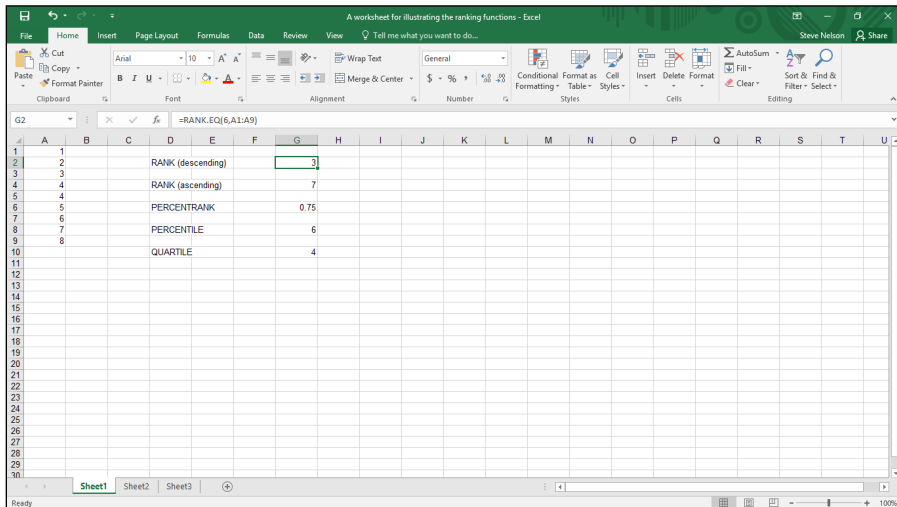 A worksheet for illustrating the ranking functions - Excel
File Home Insert Page Layout Formulas Data Review View Tell me what you want to do... Steve Nelson Share
Paste
Cut
Copy
Format Painter
Clipboard
Arial 10
B I U
Font
Wrap Text
Merge & Center
Alignment
General
$ % ,
Number
Conditional Formatting
Format as Table
Cell Styles
Styles
Insert Delete Format
Cells
AutoSum
Fill
Clear
Sort & Filter
Find & Select
Editing
G2 fx =RANK.EQ(6,A1:A9)
A B C D E F G H I J K L M N O P Q R S T U
1 1
2 2 RANK (descending) 3
3 3
4 4 RANK (ascending) 7
5 4
6 5 PERCENTRANK 0.75
7 6
8 7 PERCENTILE 6
9 8
10 QUARTILE 4
11
12
13
14
15
16
17
18
19
20
21
22
23
24
25
26
27
28
29
30
Sheet1 Sheet2 Sheet3
Ready 100%